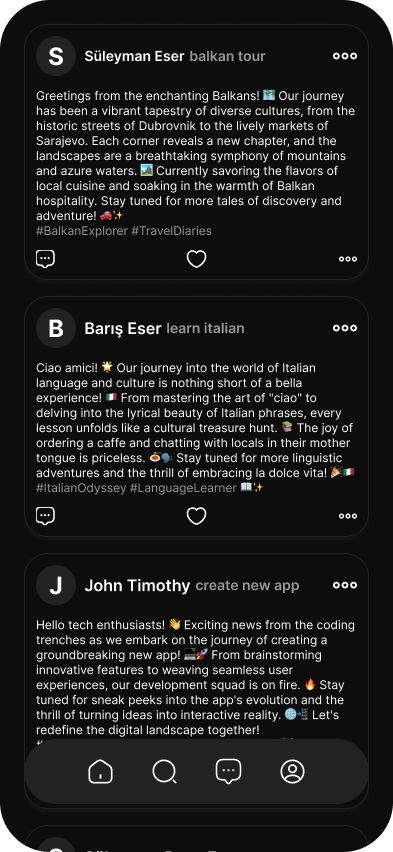 S Süleyman Eser balkan tour
Greetings from the enchanting Balkans! 🏙️ Our journey
has been a vibrant tapestry of diverse cultures, from the
historic streets of Dubrovnik to the lively markets of
Sarajevo. Each corner reveals a new chapter, and the
landscapes are a breathtaking symphony of mountains
and azure waters. 🏞️ Currently savoring the flavors of
local cuisine and soaking in the warmth of Balkan
hospitality. Stay tuned for more tales of discovery and
adventure! 🚗✨
#BalkanExplorer #TravelDiaries
B Barış Eser learn italian
Ciao amici! 🌟 Our journey into the world of Italian
language and culture is nothing short of a bella
experience! 🇮🇹 From mastering the art of "ciao" to
delving into the lyrical beauty of Italian phrases, every
lesson unfolds like a cultural treasure hunt. 📚 The joy of
ordering a caffe and chatting with locals in their mother
tongue is priceless. 🍝🗣️ Stay tuned for more linguistic
adventures and the thrill of embracing la dolce vita! 🎉🇮🇹
#ItalianOdyssey #LanguageLearner 📖✨
J John Timothy create new app
Hello tech enthusiasts! 👋 Exciting news from the coding
trenches as we embark on the journey of creating a
groundbreaking new app! 💻🚀 From brainstorming
innovative features to weaving seamless user
experiences, our development squad is on fire. 🔥 Stay
tuned for sneak peeks into the app's evolution and the
thrill of turning ideas into interactive reality. 🌐📲 Let's
redefine the digital landscape together!